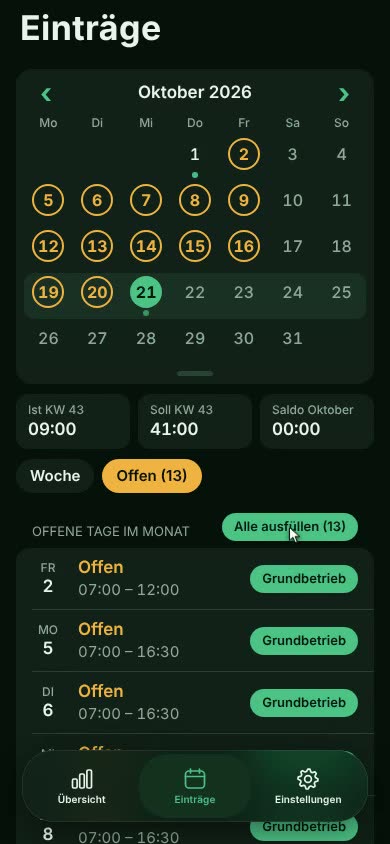 Einträge
Oktober 2026
Mo Di Mi Do Fr Sa So
1 2 3 4
5 6 7 8 9 10 11
12 13 14 15 16 17 18
19 20 21 22 23 24 25
26 27 28 29 30 31
Ist KW 43 Soll KW 43 Saldo Oktober
09:00 41:00 00:00
Woche Offen (13)
OFFENE TAGE IM MONAT Alle ausfüllen (13)
FR Offen
2 07:00 – 12:00 Grundbetrieb
MO Offen
5 07:00 – 16:30 Grundbetrieb
DI Offen
6 07:00 – 16:30 Grundbetrieb
Übersicht Einträge Einstellungen
8 07:00 – 16:30 Grundbetrieb